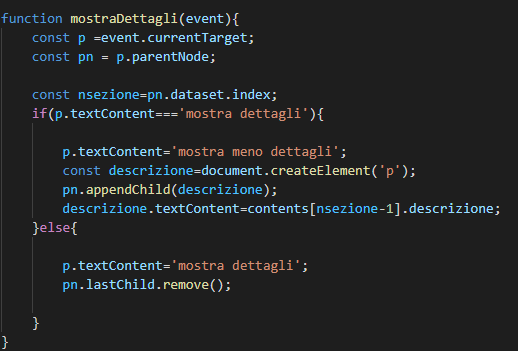 function mostraDettagli(event){
    const p =event.currentTarget;
    const pn = p.parentNode;

    const nsezione=pn.dataset.index;
    if(p.textContent==='mostra dettagli'){

        p.textContent='mostra meno dettagli';
        const descrizione=document.createElement('p');
        pn.appendChild(descrizione);
        descrizione.textContent=contents[nsezione-1].descrizione;
    }else{

        p.textContent='mostra dettagli';
        pn.lastChild.remove();

    }
}